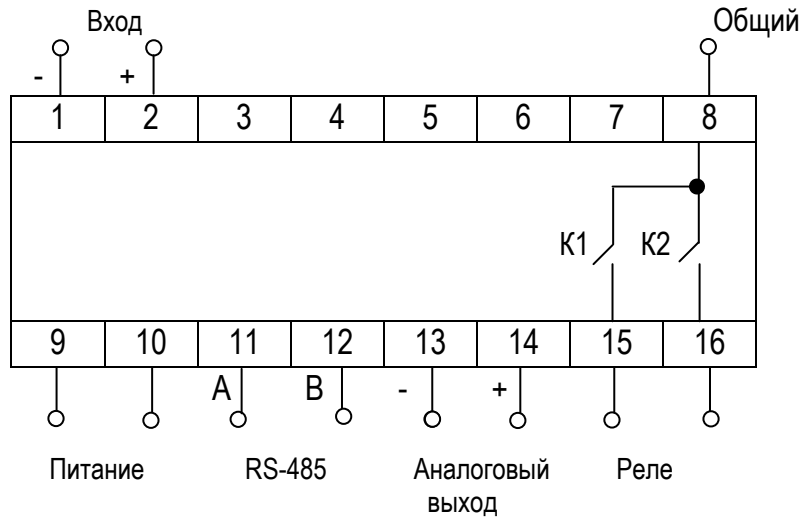 Вход
Общий
- +
1 2 3 4 5 6 7 8
К1 К2
9 10 11 12 13 14 15 16
A B - +
Питание RS-485 Аналоговый выход Реле